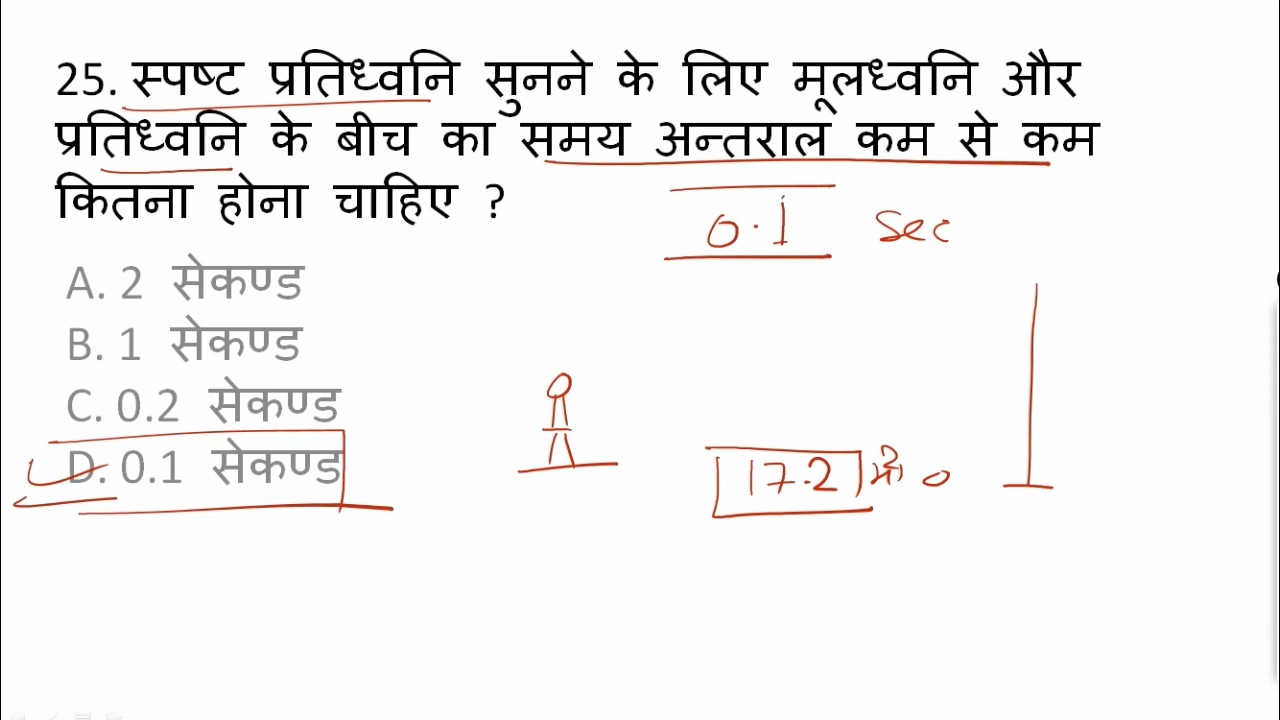 25. स्पष्ट प्रतिध्वनि सुनने के लिए मूलध्वनि और
प्रतिध्वनि के बीच का समय अन्तराल कम से कम
कितना होना चाहिए ?
0.1 sec
A. 2 सेकण्ड
B. 1 सेकण्ड
C. 0.2 सेकण्ड
D. 0.1 सेकण्ड
17.2 मी०